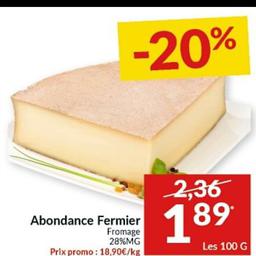 -20%
Abondance Fermier
Fromage
28%MG
Prix promo : 18,90€/kg
2,36
1 89*
Les 100 G